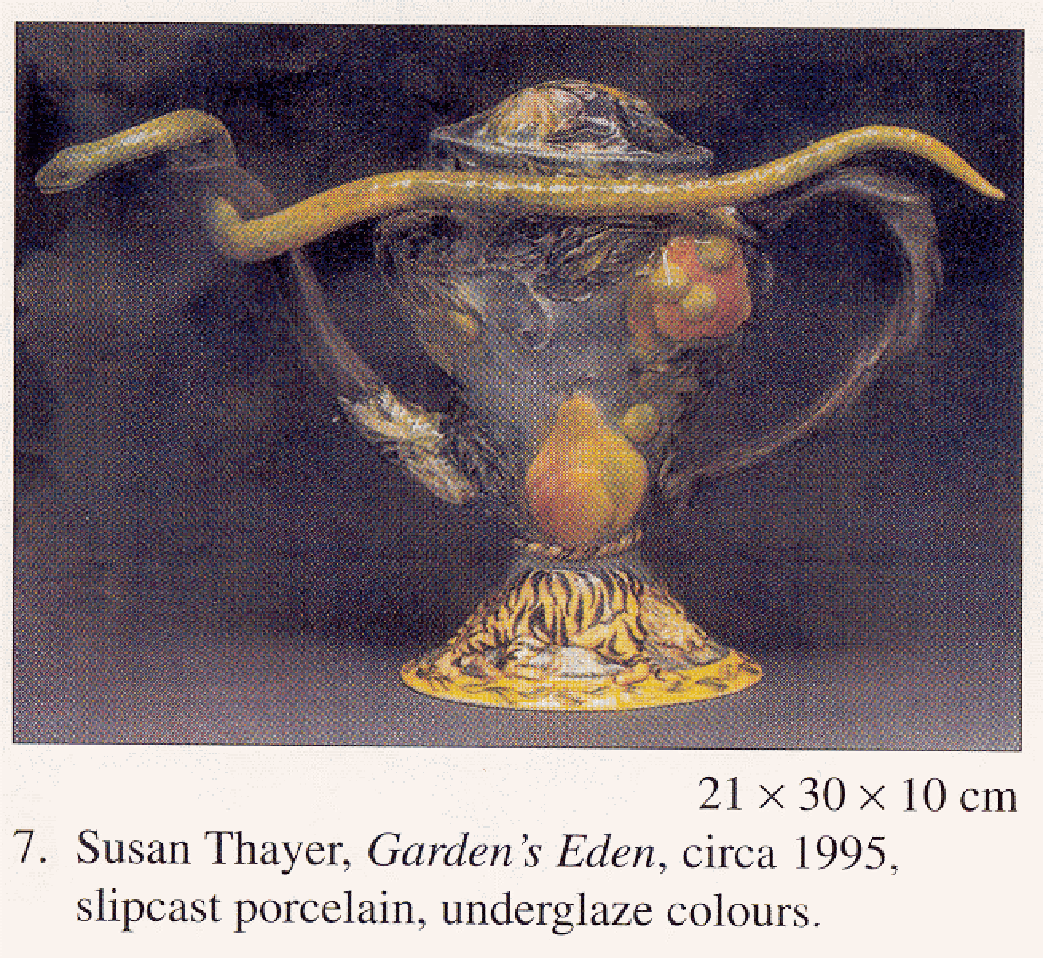 21 × 30 × 10 cm
7. Susan Thayer, Garden's Eden, circa 1995,
slipcast porcelain, underglaze colours.